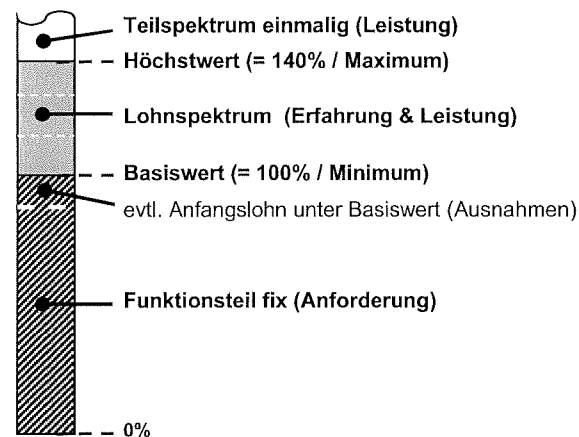 Teilspektrum einmalig (Leistung)
Höchstwert (= 140% / Maximum)
Lohnspektrum (Erfahrung & Leistung)
Basiswert (= 100% / Minimum)
evtl. Anfangslohn unter Basiswert (Ausnahmen)
Funktionsteil fix (Anforderung)
0%